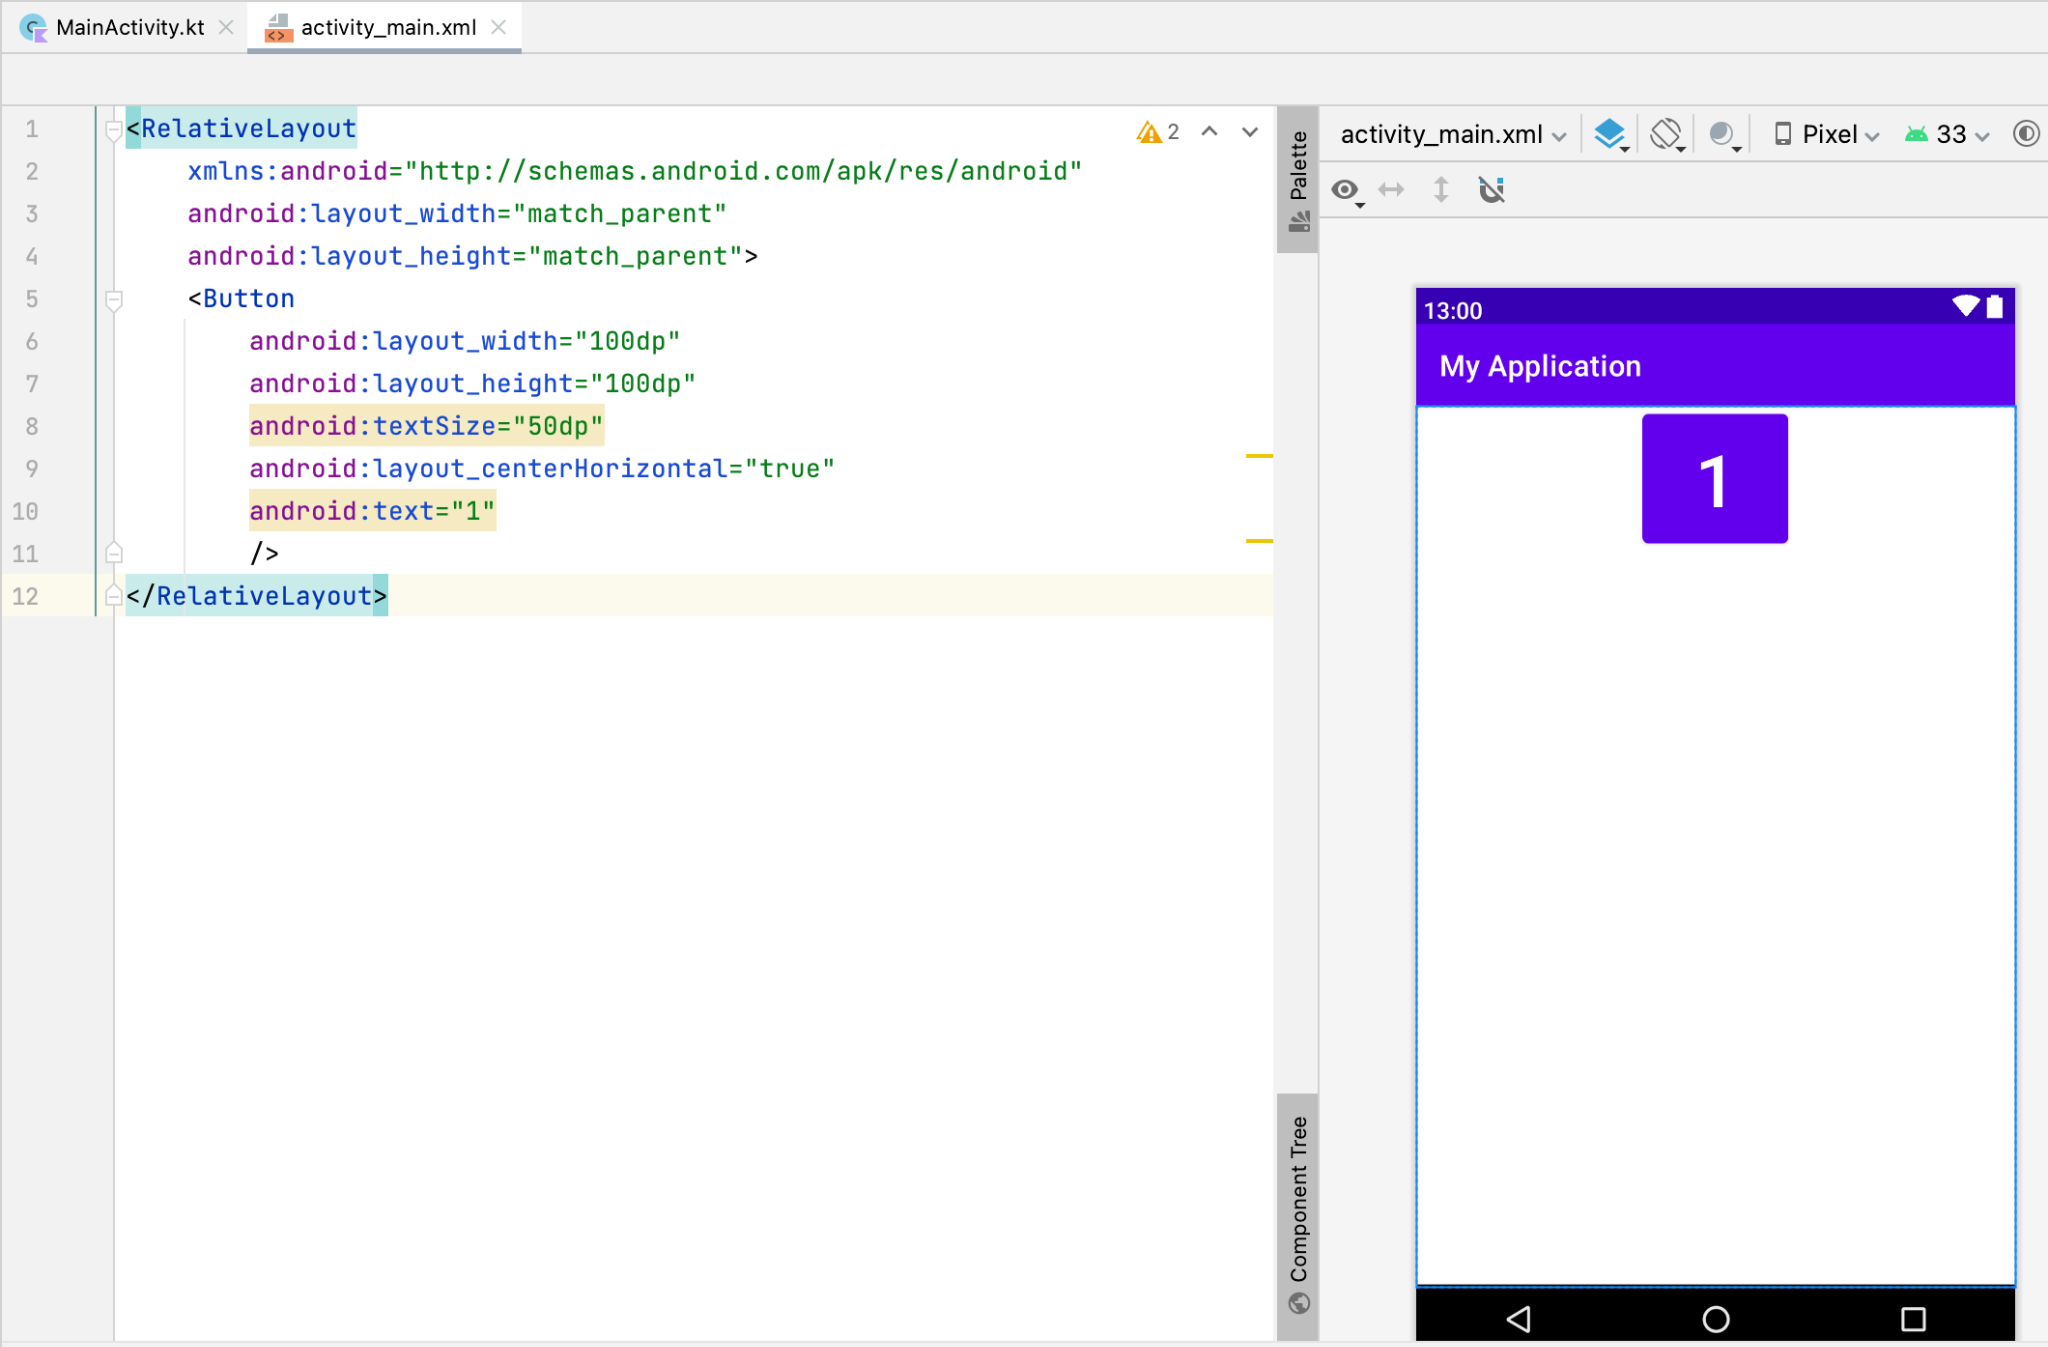 MainActivity.kt
activity_main.xml
1 <RelativeLayout
2 xmlns:android="http://schemas.android.com/apk/res/android"
3 android:layout_width="match_parent"
4 android:layout_height="match_parent">
5 <Button
6 android:layout_width="100dp"
7 android:layout_height="100dp"
8 android:textSize="50dp"
9 android:layout_centerHorizontal="true"
10 android:text="1"
11 />
12 </RelativeLayout>
2
Palette
Component Tree
activity_main.xml
Pixel
33
13:00
My Application
1